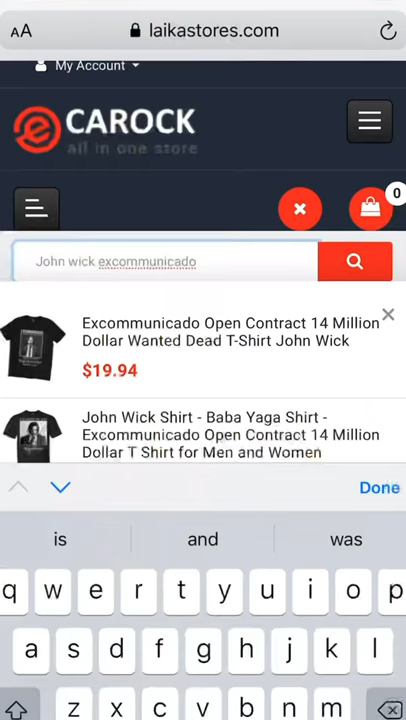 AA laikastores.com
My Account
CAROCK
all in one store
0
John wick excommunicado
Excommunicado Open Contract 14 Million
Dollar Wanted Dead T-Shirt John Wick
$19.94
John Wick Shirt - Baba Yaga Shirt -
Excommunicado Open Contract 14 Million
Dollar T Shirt for Men and Women
Done
is and was
q w e r t y u i o p
a s d f g h j k l
z x c v b n m